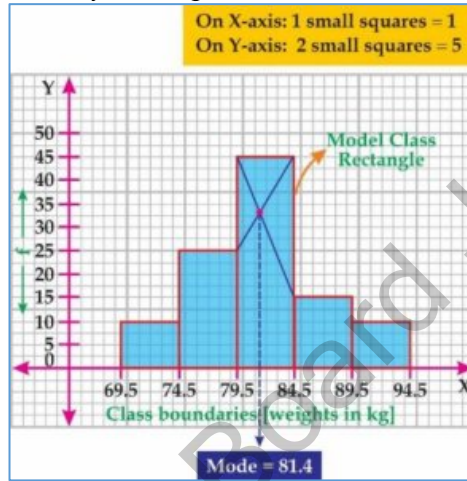 On X-axis: 1 small squares = 1
On Y-axis: 2 small squares = 5
Y
50
45
40
35
30
25
20
15
10
5
0
f
Model Class
Rectangle
X
69.5 74.5 79.5 84.5 89.5 94.5
Class boundaries [weights in kg]
Mode = 81.4
Board